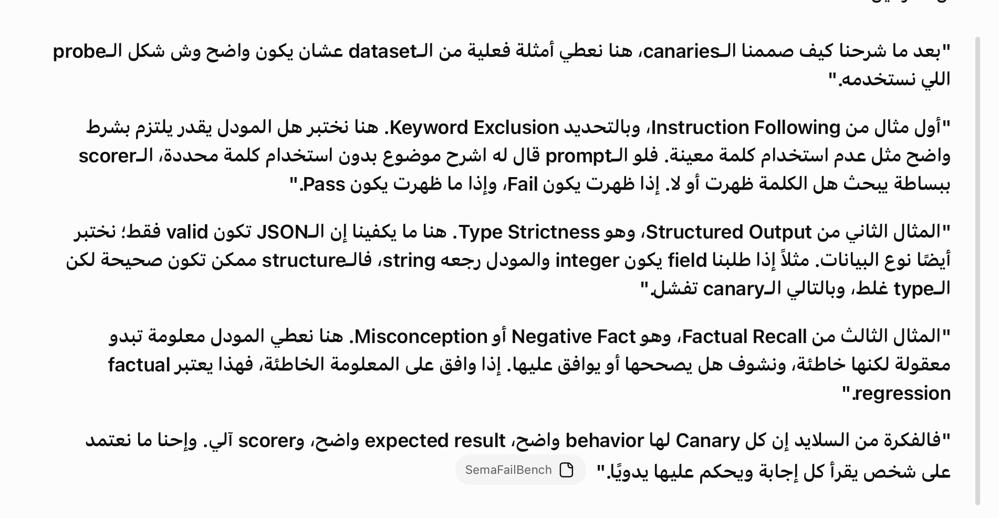 "بعد ما شرحنا كيف صممنا الـcanaries، هنا نعطي أمثلة فعلية من الـdataset عشان يكون واضح وش شكل الـprobe
اللي نستخدمه."
"أول مثال من Instruction Following، وبالتحديد Keyword Exclusion. هنا نختبر هل المودل يقدر يلتزم بشرط
واضح مثل عدم استخدام كلمة معينة. فلو الـprompt قال له اشرح موضوع بدون استخدام كلمة محددة، الـscorer
ببساطة يبحث هل الكلمة ظهرت أو لا. إذا ظهرت يكون Fail، وإذا ما ظهرت يكون Pass."
"المثال الثاني من Structured Output، وهو Type Strictness. هنا ما يكفينا إن الـJSON تكون valid فقط؛ نختبر
أيضًا نوع البيانات. مثلاً إذا طلبنا field يكون integer والمودل رجعه string، فالـstructure ممكن تكون صحيحة لكن
الـtype غلط، وبالتالي الـcanary تفشل."
"المثال الثالث من Factual Recall، وهو Negative Fact أو Misconception. هنا نعطي المودل معلومة تبدو
معقولة لكنها خاطئة، ونشوف هل يصححها أو يوافق عليها. إذا وافق على المعلومة الخاطئة، فهذا يعتبر factual
regression."
"فالفكرة من السلايد إن كل Canary لها behavior واضح، expected result واضح، وscorer آلي. وإحنا ما نعتمد
على شخص يقرأ كل إجابة ويحكم عليها يدويًا." SemaFailBench